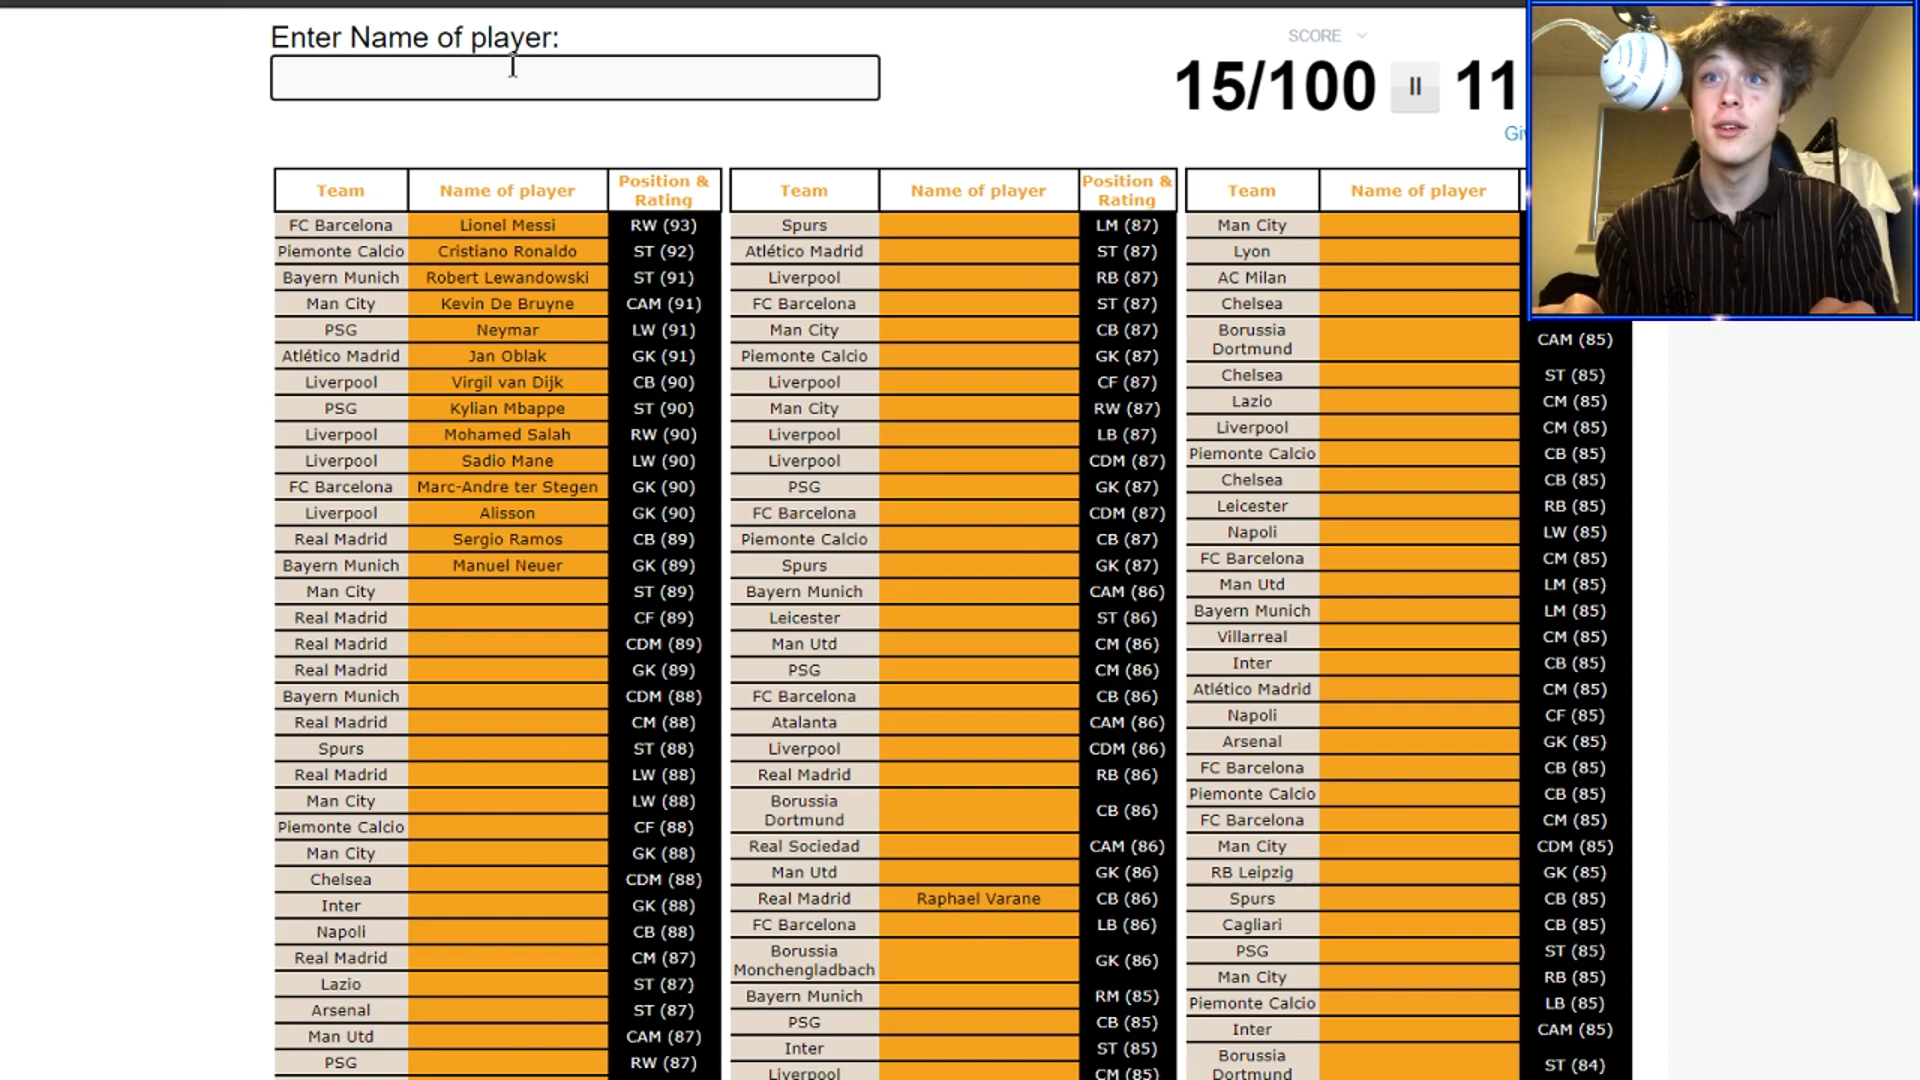 Enter Name of player:
SCORE
15/100 II 11
Team Name of player Position & Rating
FC Barcelona Lionel Messi RW (93)
Piemonte Calcio Cristiano Ronaldo ST (92)
Bayern Munich Robert Lewandowski ST (91)
Man City Kevin De Bruyne CAM (91)
PSG Neymar LW (91)
Atlético Madrid Jan Oblak GK (91)
Liverpool Virgil van Dijk CB (90)
PSG Kylian Mbappe ST (90)
Liverpool Mohamed Salah RW (90)
Liverpool Sadio Mane LW (90)
FC Barcelona Marc-Andre ter Stegen GK (90)
Liverpool Alisson GK (90)
Real Madrid Sergio Ramos CB (89)
Bayern Munich Manuel Neuer GK (89)
Man City ST (89)
Real Madrid CF (89)
Real Madrid CDM (89)
Real Madrid GK (89)
Bayern Munich CDM (88)
Real Madrid CM (88)
Spurs ST (88)
Real Madrid LW (88)
Man City LW (88)
Piemonte Calcio CF (88)
Man City GK (88)
Chelsea CDM (88)
Inter GK (88)
Napoli CB (88)
Real Madrid CM (87)
Lazio ST (87)
Arsenal ST (87)
Man Utd CAM (87)
PSG RW (87)
Team Name of player Position & Rating
Spurs LM (87)
Atlético Madrid ST (87)
Liverpool RB (87)
FC Barcelona ST (87)
Man City CB (87)
Piemonte Calcio GK (87)
Liverpool CF (87)
Man City RW (87)
Liverpool LB (87)
Liverpool CDM (87)
PSG GK (87)
FC Barcelona CDM (87)
Piemonte Calcio CB (87)
Spurs GK (87)
Bayern Munich CAM (86)
Leicester ST (86)
Man Utd CM (86)
PSG CM (86)
FC Barcelona CB (86)
Atalanta CAM (86)
Liverpool CDM (86)
Real Madrid RB (86)
Borussia Dortmund CB (86)
Real Sociedad CAM (86)
Man Utd GK (86)
Real Madrid Raphael Varane CB (86)
FC Barcelona LB (86)
Borussia Monchengladbach GK (86)
Bayern Munich RM (85)
PSG CB (85)
Inter ST (85)
Liverpool CM (85)
Team Name of player
Man City
Lyon
AC Milan
Chelsea
Borussia Dortmund CAM (85)
Chelsea ST (85)
Lazio CM (85)
Liverpool CM (85)
Piemonte Calcio CB (85)
Chelsea CB (85)
Leicester RB (85)
Napoli LW (85)
FC Barcelona CM (85)
Man Utd LM (85)
Bayern Munich LM (85)
Villarreal CM (85)
Inter CB (85)
Atlético Madrid CM (85)
Napoli CF (85)
Arsenal GK (85)
FC Barcelona CB (85)
Piemonte Calcio CB (85)
FC Barcelona CM (85)
Man City CDM (85)
RB Leipzig GK (85)
Spurs CB (85)
Cagliari CB (85)
PSG ST (85)
Man City RB (85)
Piemonte Calcio LB (85)
Inter CAM (85)
Borussia Dortmund ST (84)